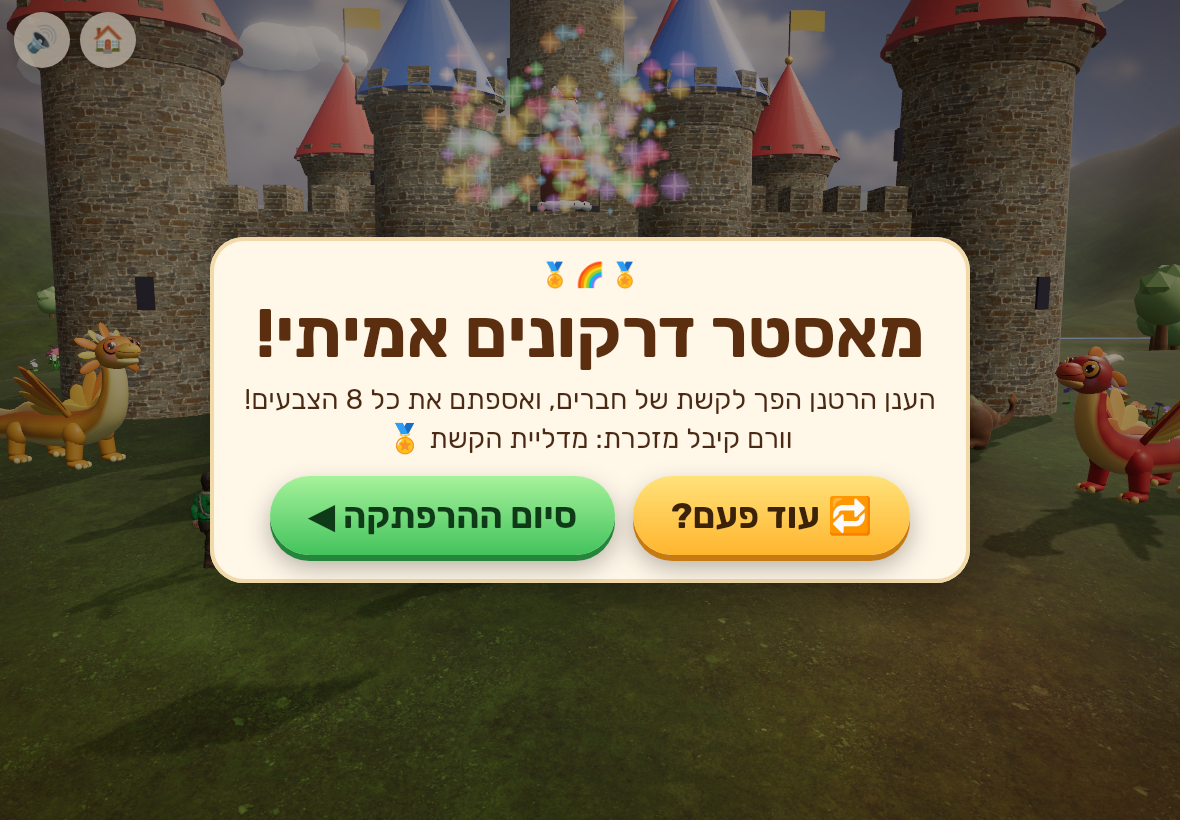 מאסטר דרקונים אמיתי!
הענן הרטנן הפך לקשת של חברים, ואספתם את כל 8 הצבעים!
וורם קיבל מזכרת: מדליית הקשת 🏅
🔁 עוד פעם?
סיום ההרפתקה ◀